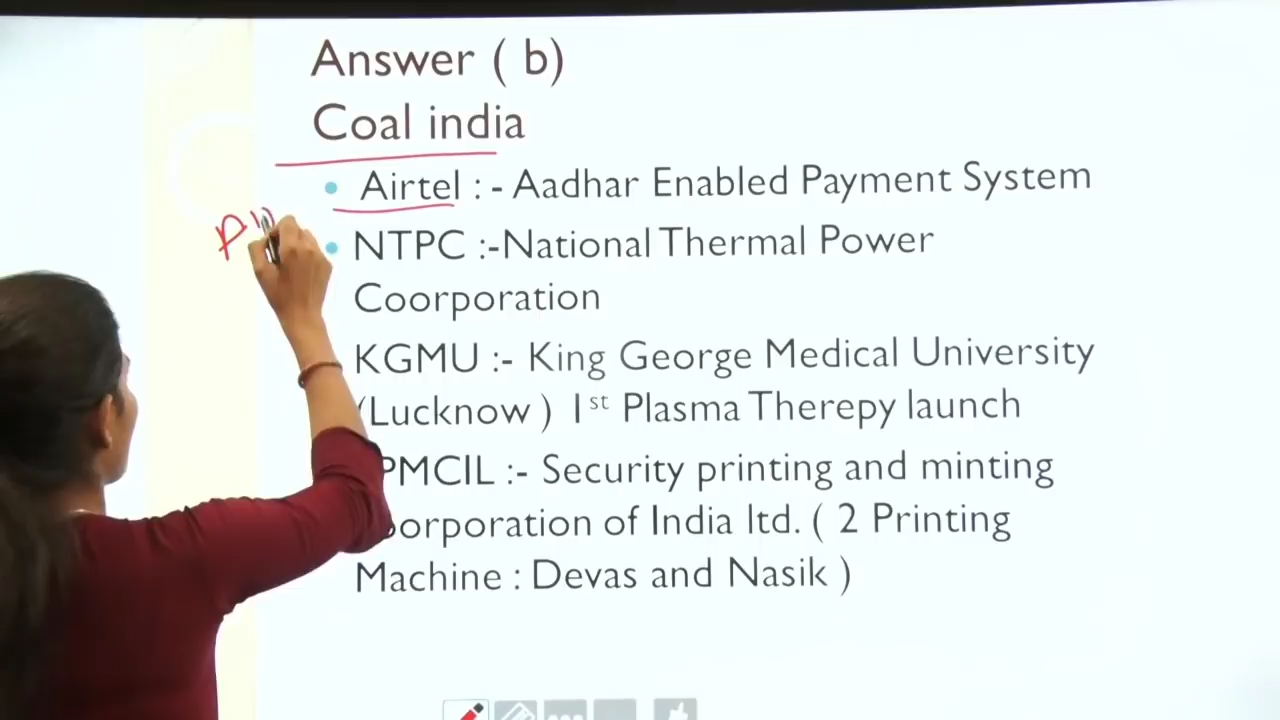 Answer ( b)
Coal india
• Airtel : - Aadhar Enabled Payment System
• NTPC :-National Thermal Power
Coorporation
KGMU :- King George Medical University
(Lucknow ) 1st Plasma Therepy launch
PMCIL :- Security printing and minting
oorporation of India ltd. ( 2 Printing
Machine : Devas and Nasik )